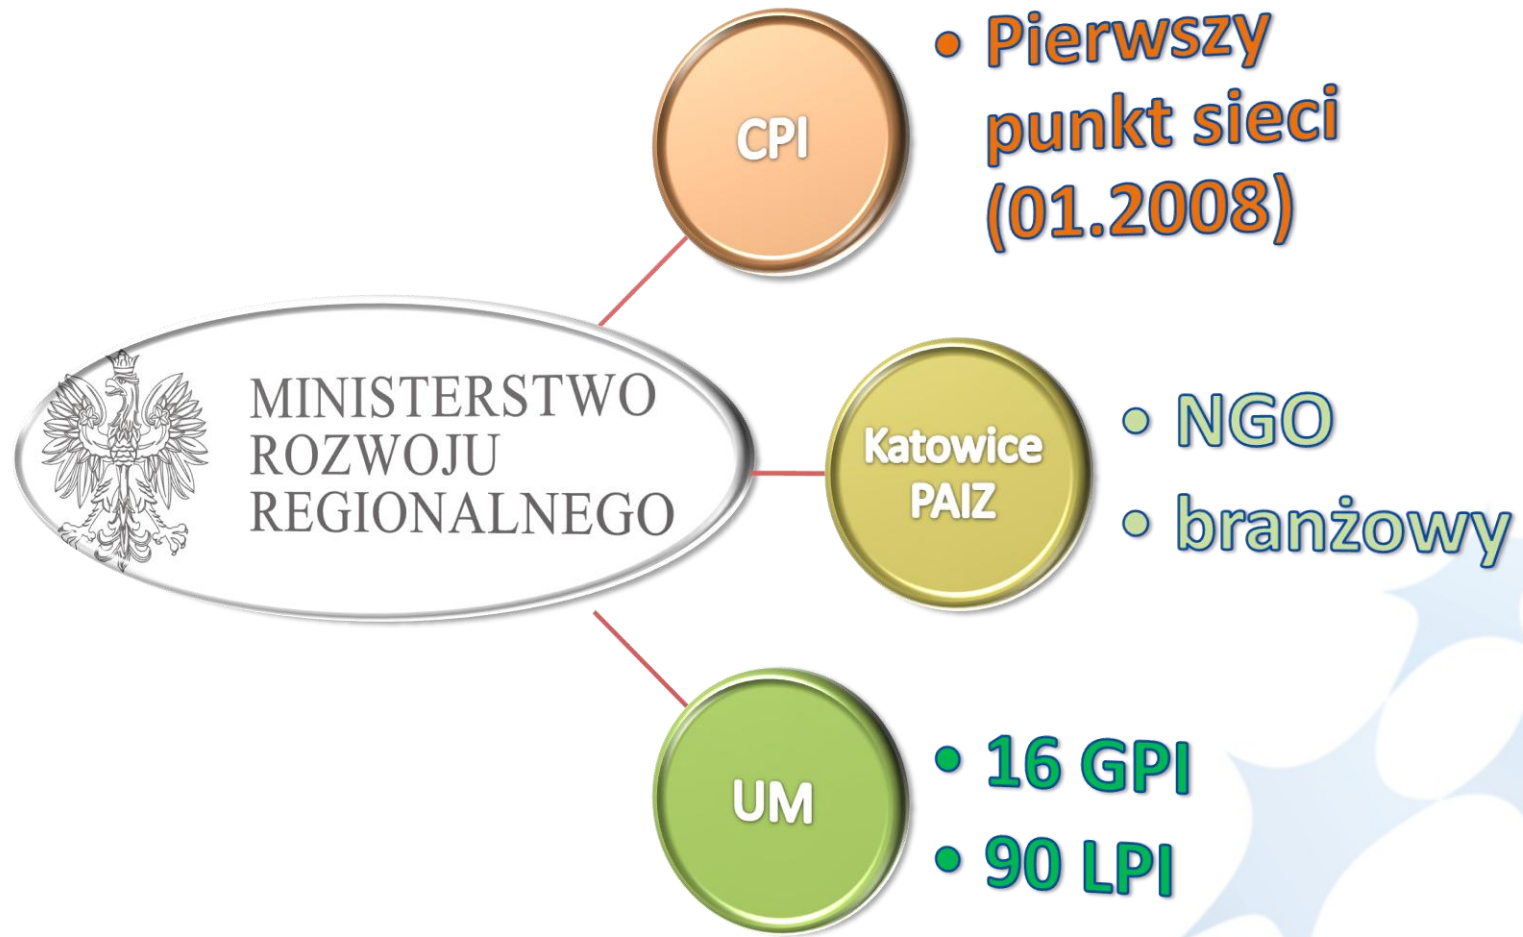 CPI
• Pierwszy
punkt sieci
(01.2008)
MINISTERSTWO
ROZWOJU
REGIONALNEGO
Katowice
PAIZ
• NGO
• branżowy
UM
• 16 GPI
• 90 LPI